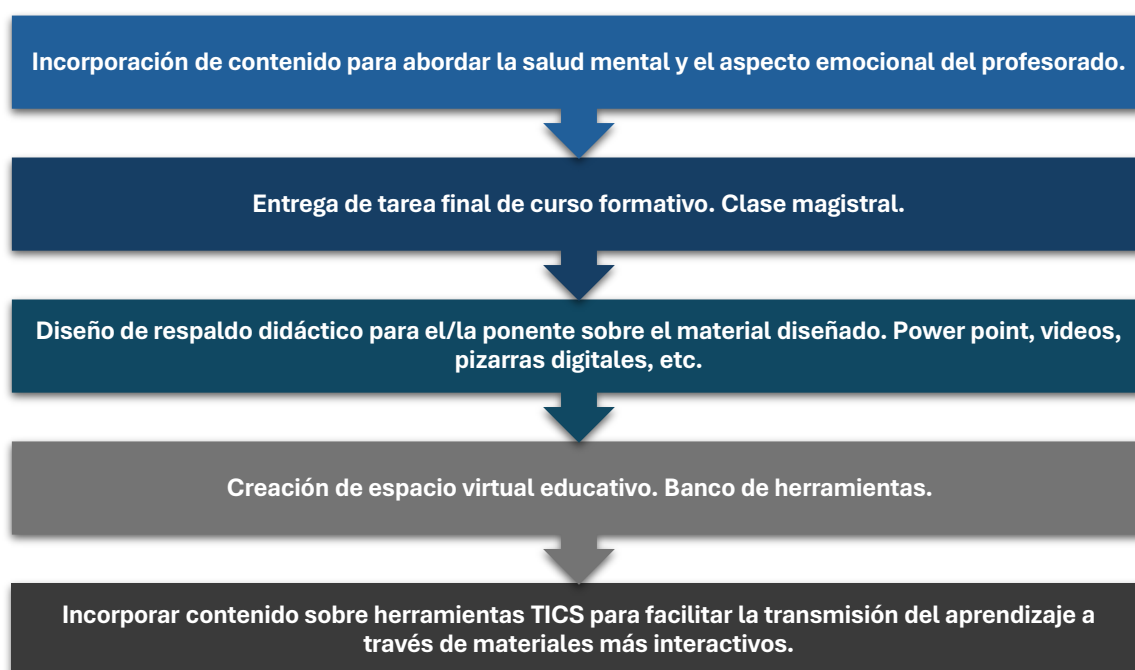 Incorporación de contenido para abordar la salud mental y el aspecto emocional del profesorado.
Entrega de tarea final de curso formativo. Clase magistral.
Diseño de respaldo didáctico para el/la ponente sobre el material diseñado. Power point, videos,
pizarras digitales, etc.
Creación de espacio virtual educativo. Banco de herramientas.
Incorporar contenido sobre herramientas TICS para facilitar la transmisión del aprendizaje a
través de materiales más interactivos.